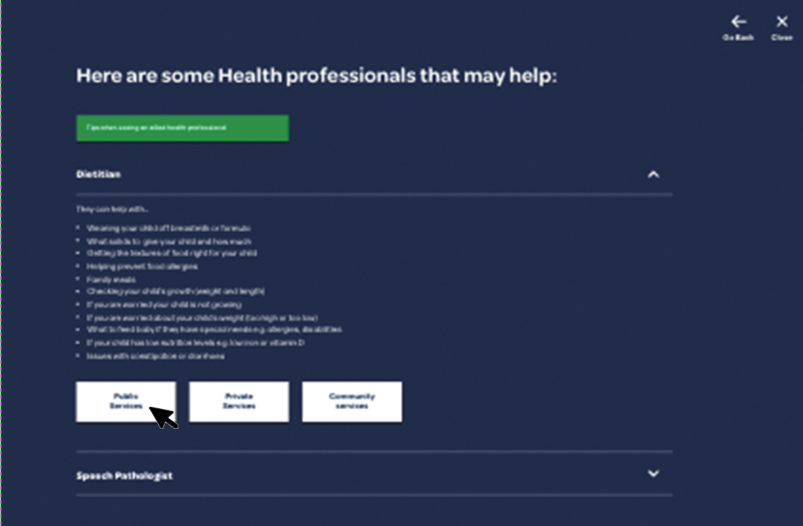 Go Back Close
Here are some Health professionals that may help:
Tips when seeing an allied health professional
Dietitian
They can help with...
• Weaning your child off breastmilk or formula
• What solids to give your child and how much
• Getting the textures of food right for your child
• Helping prevent food allergies
• Family meals
• Checking your child's growth (weight and length)
• If you are worried your child is not growing
• If you are worried about your child's weight (too high or too low)
• What to feed baby if they have special needs e.g. allergies, disabilities
• If your child has low nutrition levels e.g. low iron or vitamin D
• Issues with constipation or diarrhoea
Public Services
Private Services
Community services
Speech Pathologist